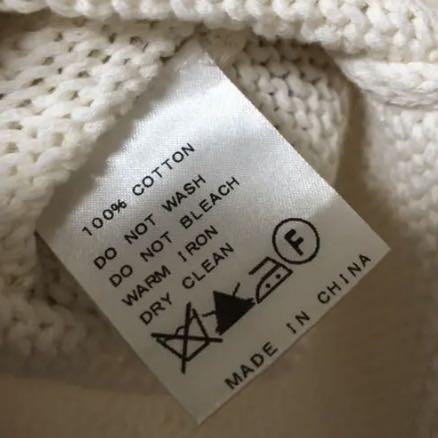 100% COTTON
DO NOT WASH
DO NOT BLEACH
WARM IRON
DRY CLEAN
F
MADE IN CHINA